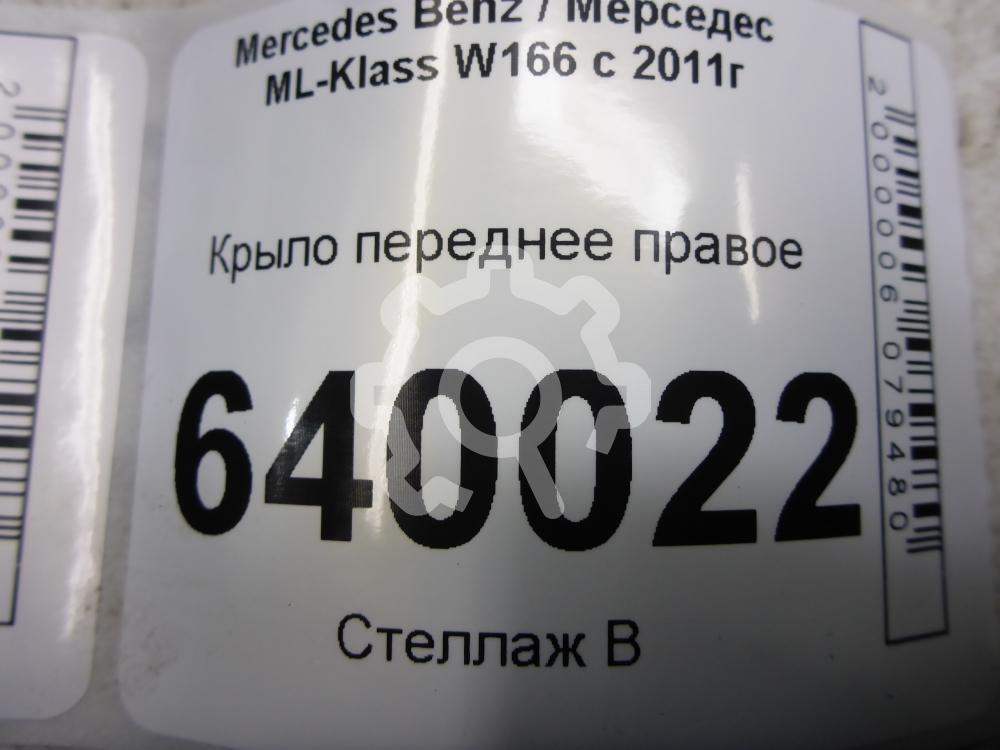 Mercedes Benz / Мерседес
ML-Klass W166 с 2011г
Крыло переднее правое
640022
Стеллаж В
2000006079480